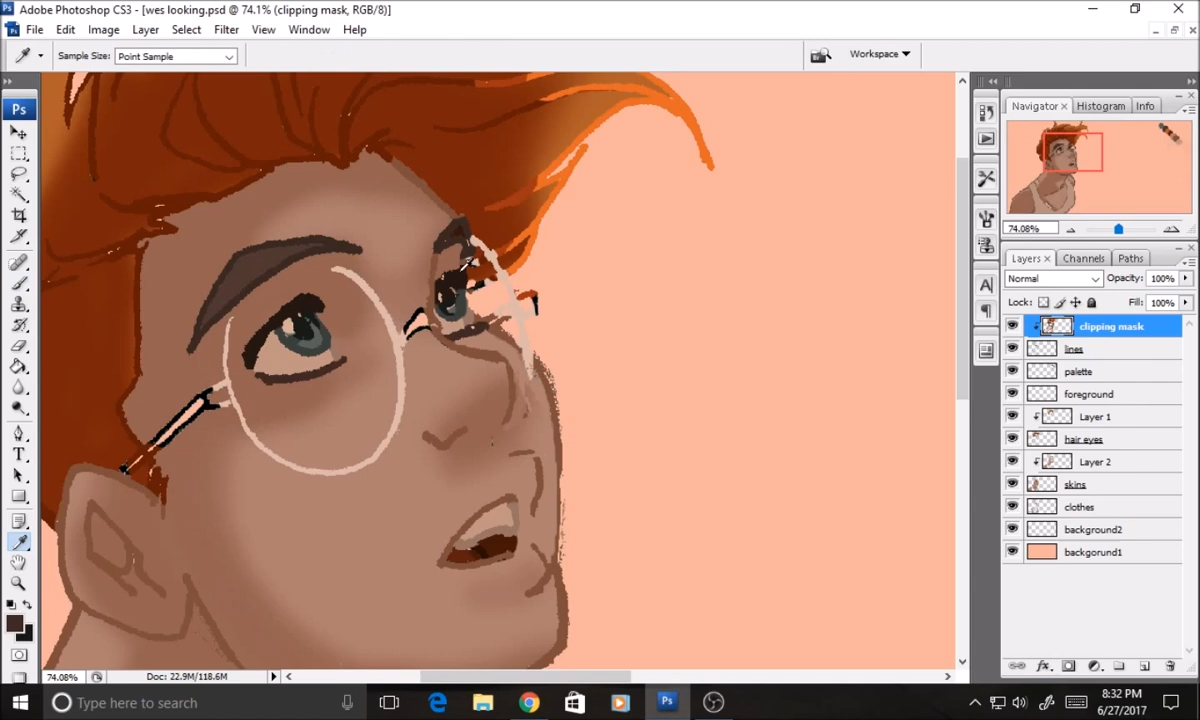 Ps Adobe Photoshop CS3 - [wes looking.psd @ 74.1% (clipping mask, RGB/8)]
File Edit Image Layer Select Filter View Window Help
Sample Size: Point Sample Workspace
Ps
T
Navigator Histogram Info
74.08%
Layers Channels Paths
Normal Opacity: 100%
Lock: Fill: 100%
clipping mask
lines
palette
foreground
Layer 1
hair eyes
Layer 2
skins
clothes
background2
backgorund1
74.08% Doc: 22.9M/118.6M
Type here to search
Ps
8:32 PM
6/27/2017